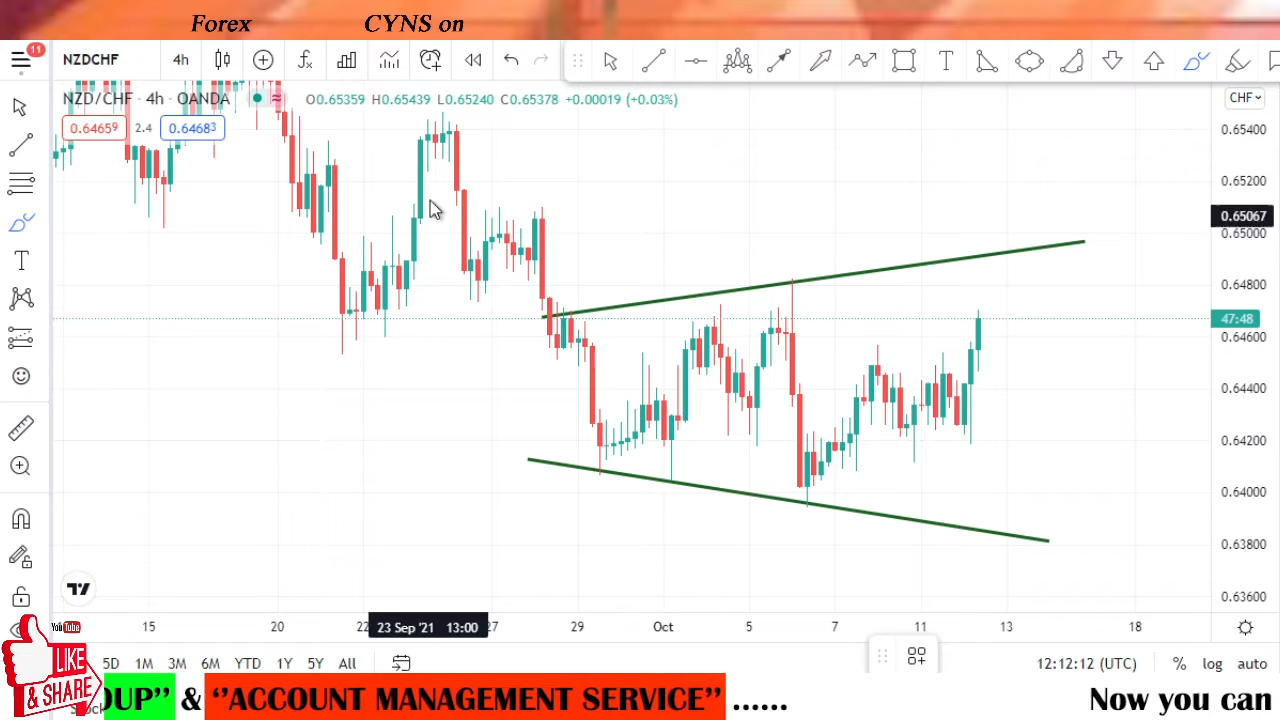 Forex CYNS on
11
NZDCHF 4h
NZD/CHF · 4h · OANDA O0.65359 H0.65439 L0.65240 C0.65378 +0.00019 (+0.03%)
CHF
0.64659 2.4 0.64683
0.65400
0.65200
0.65067
0.65000
0.64800
47:48
0.64600
0.64400
0.64200
0.64000
0.63800
0.63600
15 20 22 23 Sep '21 13:00 27 29 Oct 5 7 11 13 18
You Tube
5D 1M 3M 6M YTD 1Y 5Y All 12:12:12 (UTC) % log auto
LIKE
& SHARE
OUP” & ‘’ACCOUNT MANAGEMENT SERVICE’’ ...... Now you can